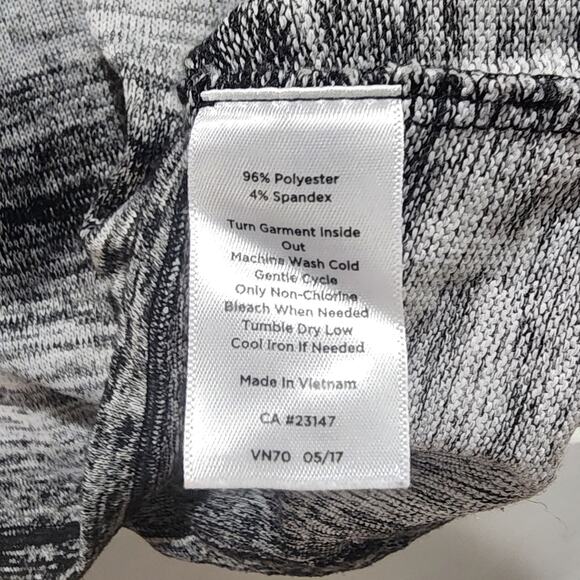 96% Polyester
4% Spandex
Turn Garment Inside
Out
Machine Wash Cold
Gentle Cycle
Only Non-Chlorine
Bleach When Needed
Tumble Dry Low
Cool Iron If Needed
Made In Vietnam
CA #23147
VN70 05/17